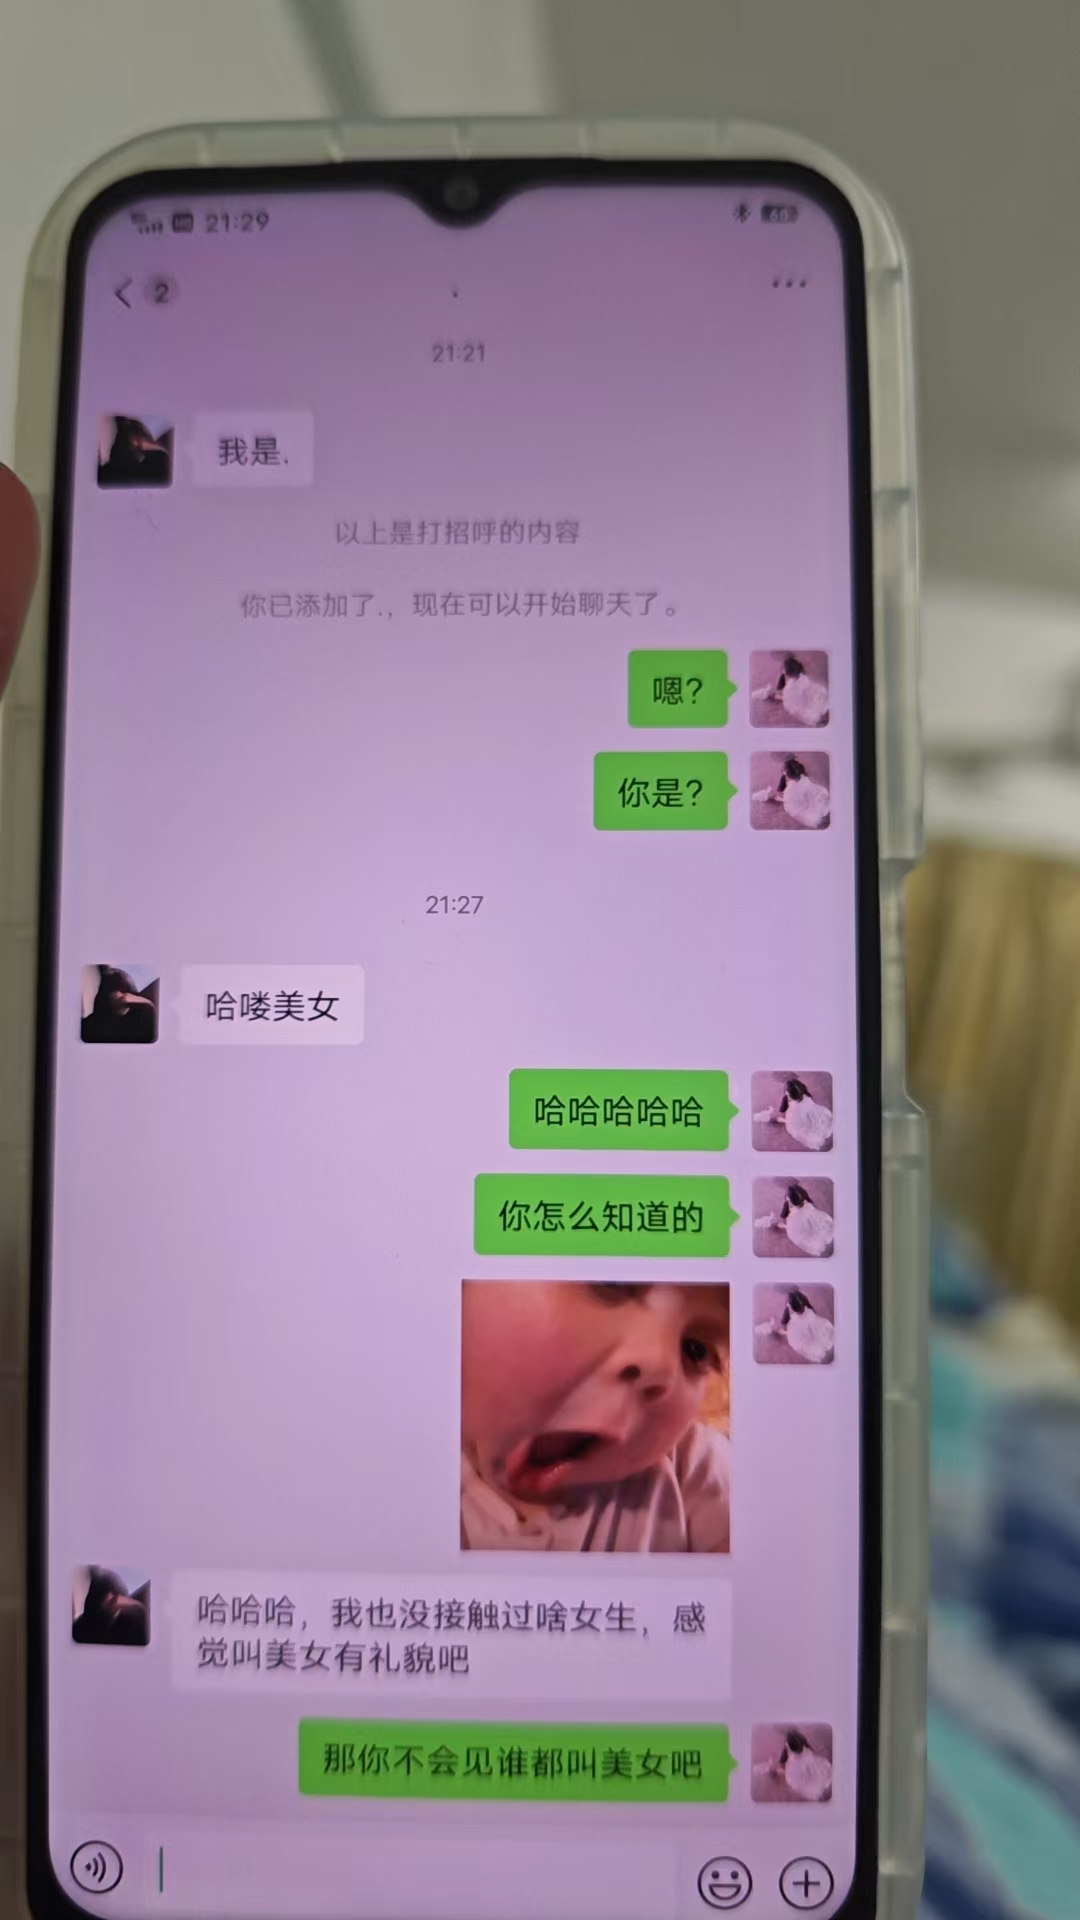 21:29
2
.
21:21
我是.
以上是打招呼的内容
你已添加了.，现在可以开始聊天了。
嗯?
你是?
21:27
哈喽美女
哈哈哈哈哈
你怎么知道的
哈哈哈，我也没接触过啥女生，感
觉叫美女有礼貌吧
那你不会见谁都叫美女吧